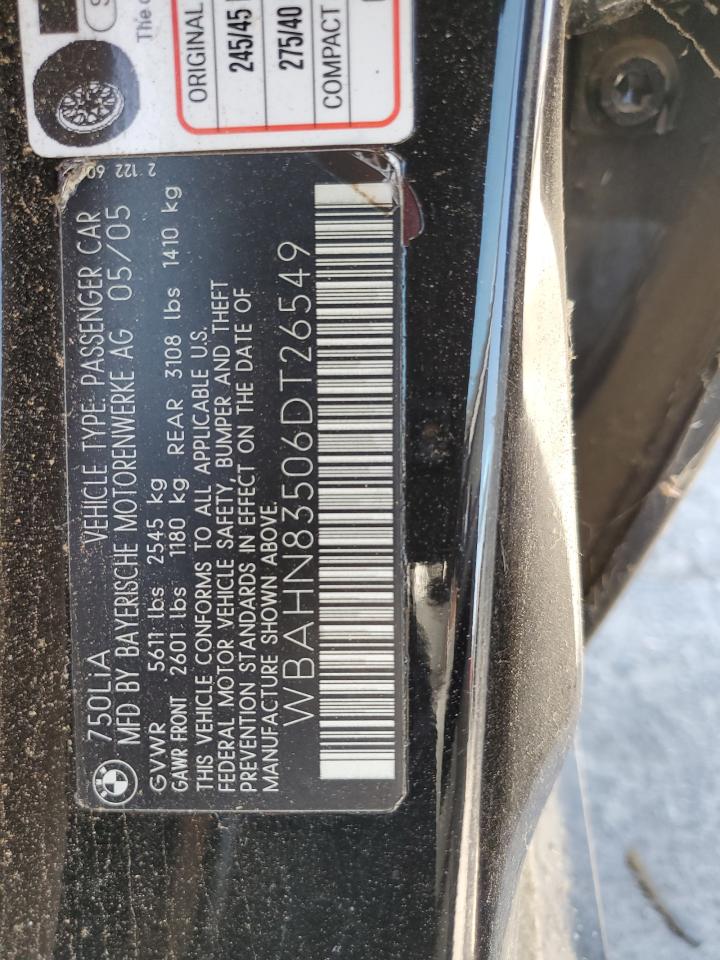 S
The c
ORIGINAL
245/45
275/40
COMPACT
2 122 60
750LiA VEHICLE TYPE: PASSENGER CAR
MFD BY BAYERISCHE MOTORENWERKE AG 05/05
GVWR 5611 lbs 2545 kg
GAWR FRONT 2601 lbs 1180 kg REAR 3108 lbs 1410 kg
THIS VEHICLE CONFORMS TO ALL APPLICABLE U.S.
FEDERAL MOTOR VEHICLE SAFETY, BUMPER AND THEFT
PREVENTION STANDARDS IN EFFECT ON THE DATE OF
MANUFACTURE SHOWN ABOVE.
WBAHN83506DT26549